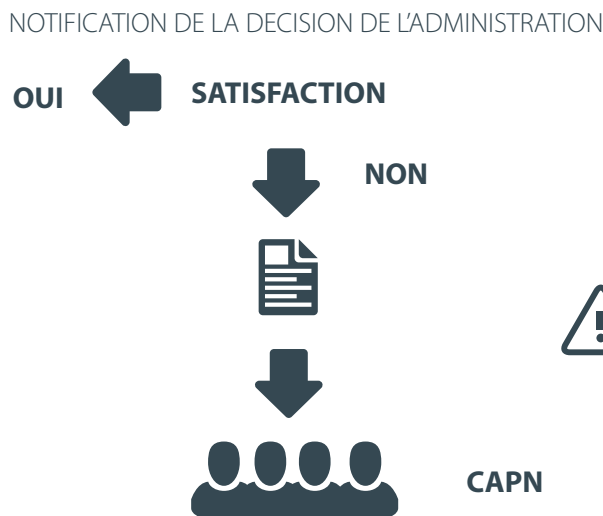 NOTIFICATION DE LA DECISION DE L'ADMINISTRATION
OUI
SATISFACTION
NON
CAPN